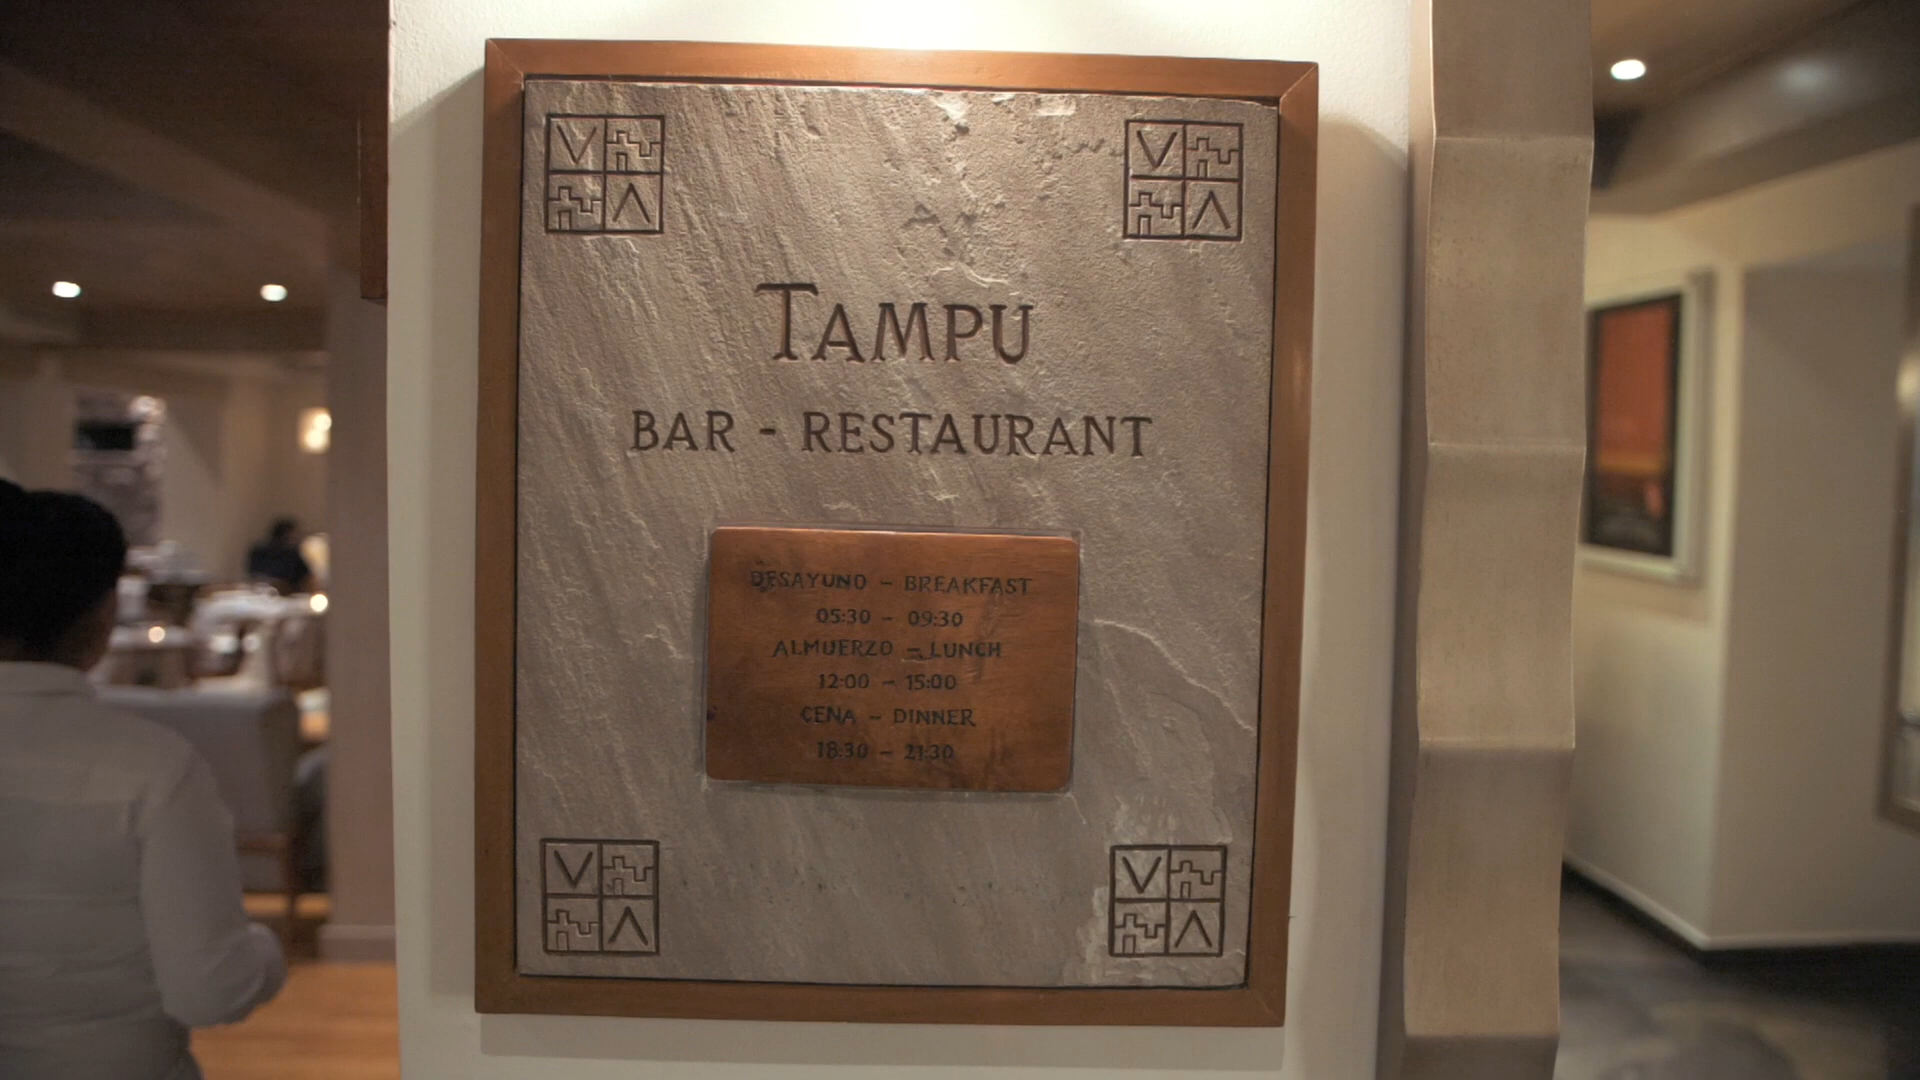 TAMPU
BAR - RESTAURANT
DESAYUNO - BREAKFAST
05:30 - 09:30
ALMUERZO - LUNCH
12:00 - 15:00
CENA - DINNER
18:30 - 21:30